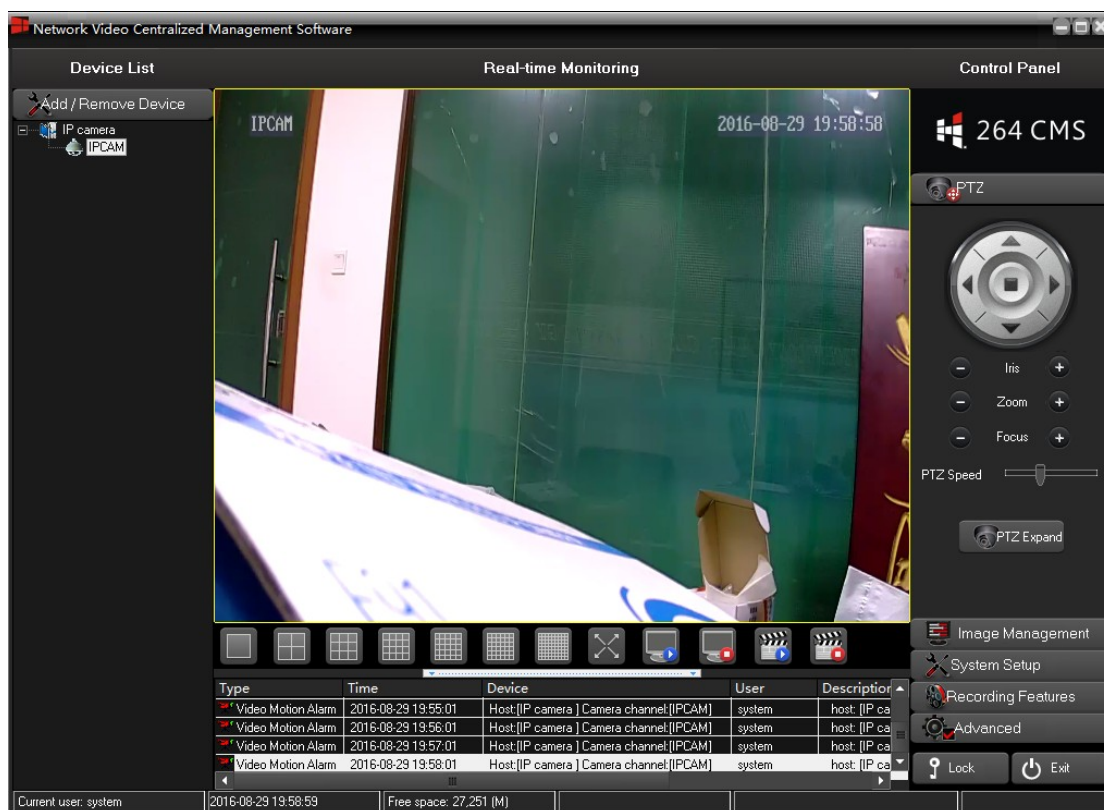 Network Video Centralized Management Software
Device List
Real-time Monitoring
Control Panel
Add / Remove Device
IP camera
IPCAM
IPCAM
2016-08-29 19:58:58
264 CMS
PTZ
Iris
Zoom
Focus
PTZ Speed
PTZ Expand
Image Management
System Setup
Recording Features
Advanced
Lock
Exit
Type Time Device User Description
Video Motion Alarm 2016-08-29 19:55:01 Host:[IP camera ] Camera channel:[IPCAM] system host: [IP ca
Video Motion Alarm 2016-08-29 19:56:01 Host:[IP camera ] Camera channel:[IPCAM] system host: [IP ca
Video Motion Alarm 2016-08-29 19:57:01 Host:[IP camera ] Camera channel:[IPCAM] system host: [IP ca
Video Motion Alarm 2016-08-29 19:58:01 Host:[IP camera ] Camera channel:[IPCAM] system host: [IP ca
Current user: system
2016-08-29 19:58:59
Free space: 27,251 (M)